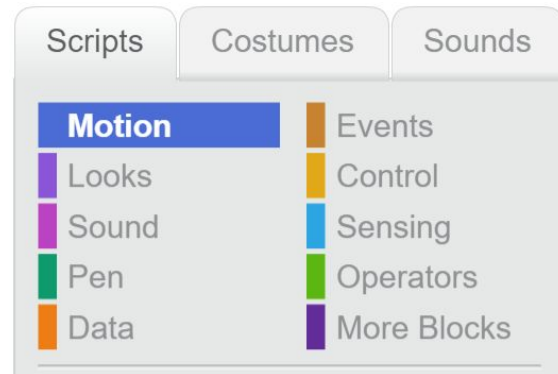 Scripts Costumes Sounds
Motion Events
Looks Control
Sound Sensing
Pen Operators
Data More Blocks